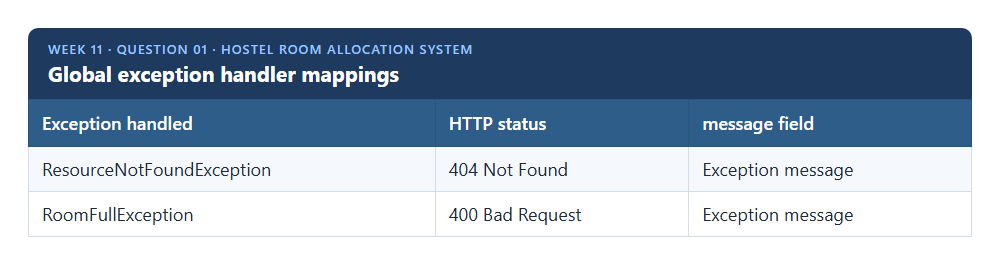 WEEK 11 · QUESTION 01 · HOSTEL ROOM ALLOCATION SYSTEM
Global exception handler mappings
Exception handled HTTP status message field
ResourceNotFoundException 404 Not Found Exception message
RoomFullException 400 Bad Request Exception message